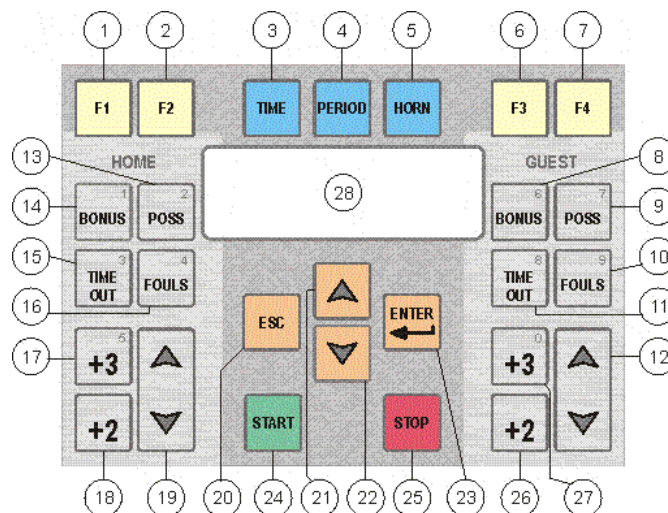 1 2 3 4 5 6 7
F1 F2 TIME PERIOD HORN F3 F4
13 HOME GUEST 8
28
14 1 BONUS 2 POSS 6 BONUS 7 POSS 9
15 3 TIME OUT 4 FOULS 8 TIME OUT 9 FOULS 10
16 11
ESC ENTER
17 5 +3 0 +3 12
+2 START STOP +2
18 19 20 24 21 22 25 23 26 27